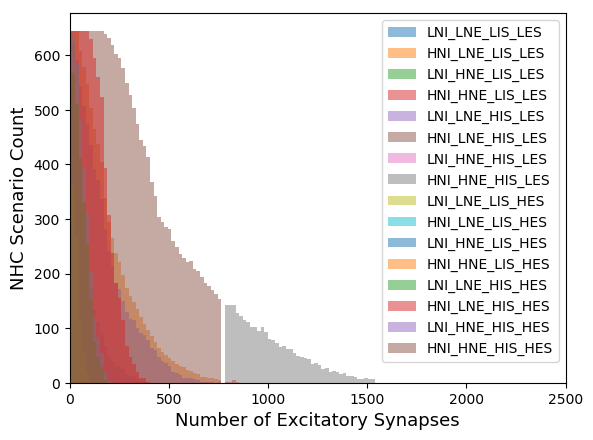 NHC Scenario Count
600
500
400
300
200
100
0
0
500
1000
1500
2000
2500
Number of Excitatory Synapses
LNI_LNE_LIS_LES
HNI_LNE_LIS_LES
LNI_HNE_LIS_LES
HNI_HNE_LIS_LES
LNI_LNE_HIS_LES
HNI_LNE_HIS_LES
LNI_HNE_HIS_LES
HNI_HNE_HIS_LES
LNI_LNE_LIS_HES
HNI_LNE_LIS_HES
LNI_HNE_LIS_HES
HNI_HNE_LIS_HES
LNI_LNE_HIS_HES
HNI_LNE_HIS_HES
LNI_HNE_HIS_HES
HNI_HNE_HIS_HES